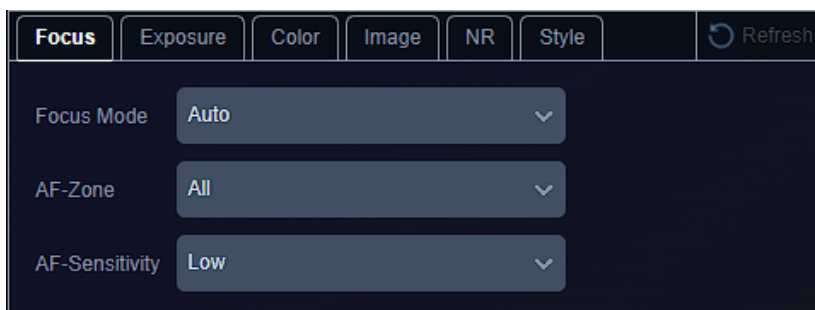 Focus Exposure Color Image NR Style Refresh
Focus Mode Auto
AF-Zone All
AF-Sensitivity Low